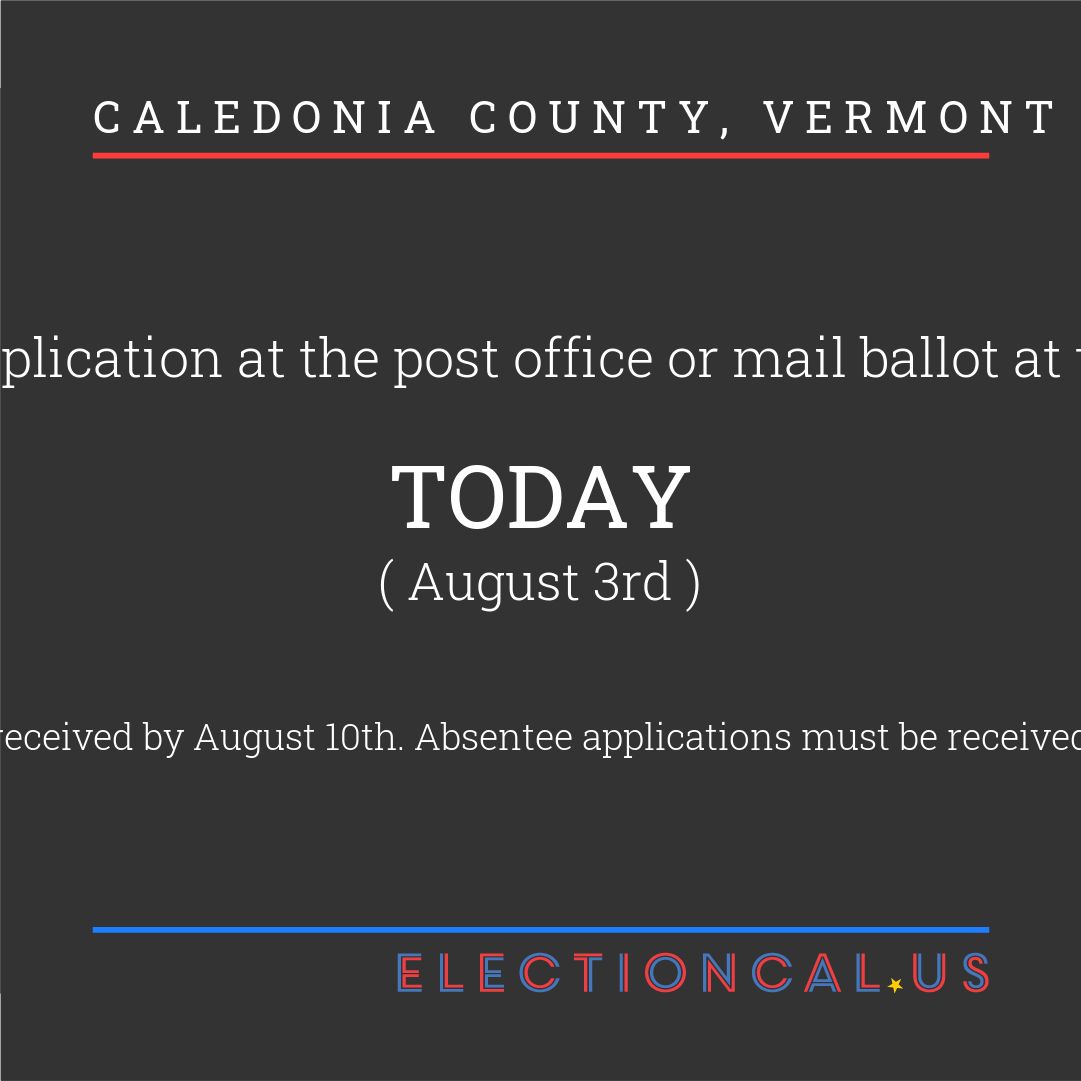 CALEDONIA COUNTY, VERMONT
plication at the post office or mail ballot at
TODAY
( August 3rd )
received by August 10th. Absentee applications must be received
ELECTIONCAL.US